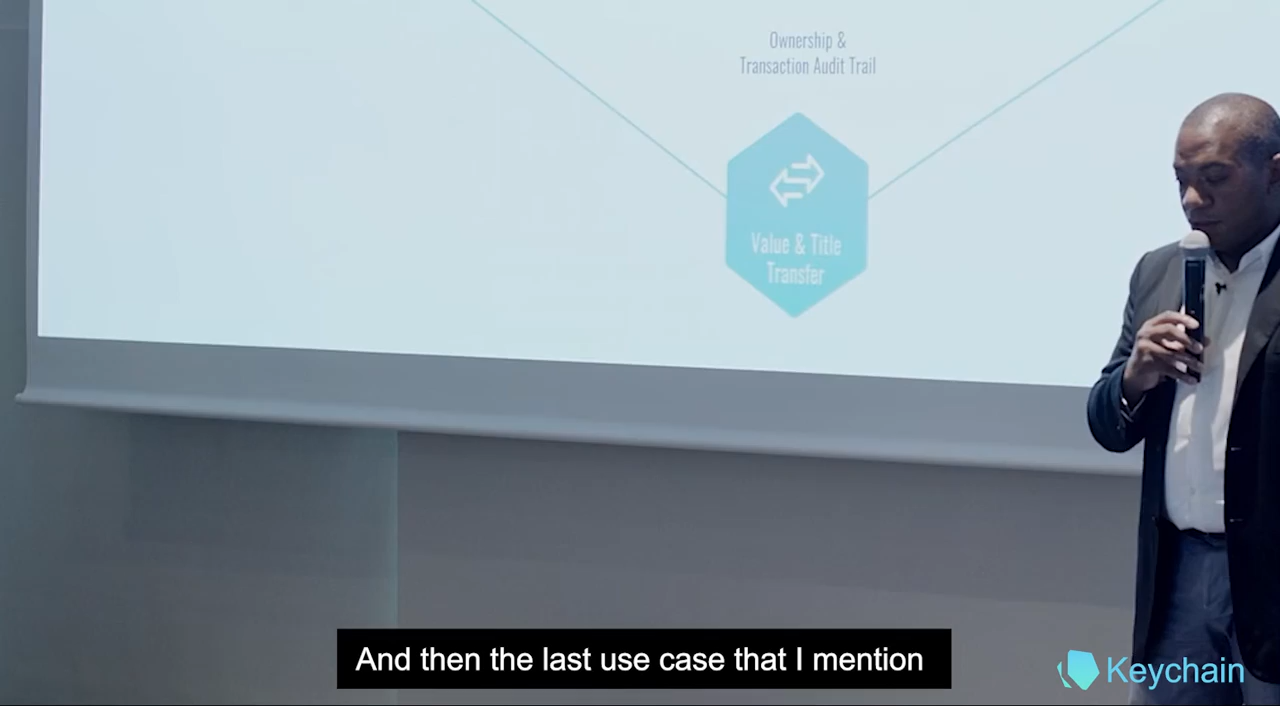 Ownership &
Transaction Audit Trail
Value & Title
Transfer
And then the last use case that I mention
Keychain